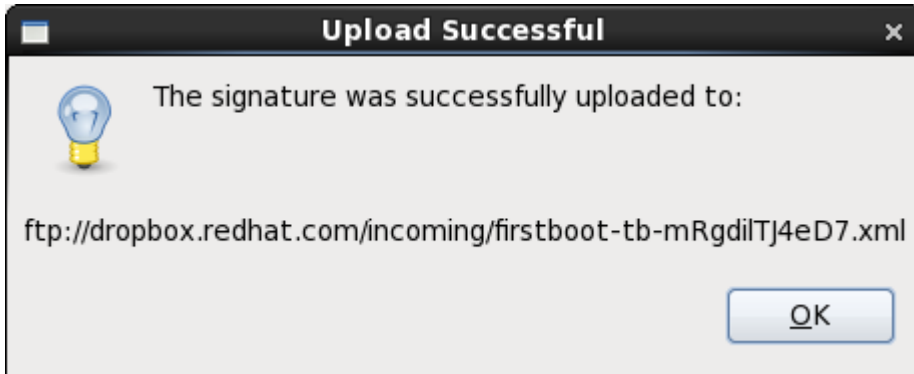 Upload Successful
The signature was successfully uploaded to:
ftp://dropbox.redhat.com/incoming/firstboot-tb-mRgdilTJ4eD7.xml
OK